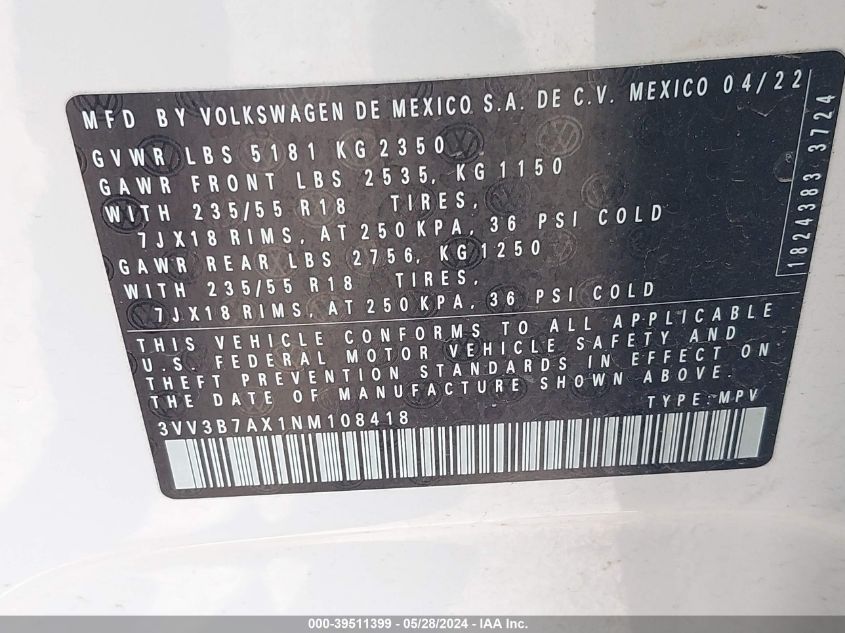 MFD BY VOLKSWAGEN DE MEXICO S.A. DE C.V. MEXICO 04/22
GVWR LBS 5181 KG 2350
GAWR FRONT LBS 2535, KG 1150
WITH 235/55 R18 TIRES,
7JX18 RIMS, AT 250 KPA, 36 PSI COLD
GAWR REAR LBS 2756, KG 1250
WITH 235/55 R18 TIRES,
7JX18 RIMS, AT 250 KPA, 36 PSI COLD
THIS VEHICLE CONFORMS TO ALL APPLICABLE
U.S. FEDERAL MOTOR VEHICLE SAFETY AND
THEFT PREVENTION STANDARDS IN EFFECT ON
THE DATE OF MANUFACTURE SHOWN ABOVE.
3VV3B7AX1NM108418 TYPE: MPV
1824383 3724
000-39511399 - 05/28/2024 - IAA Inc.